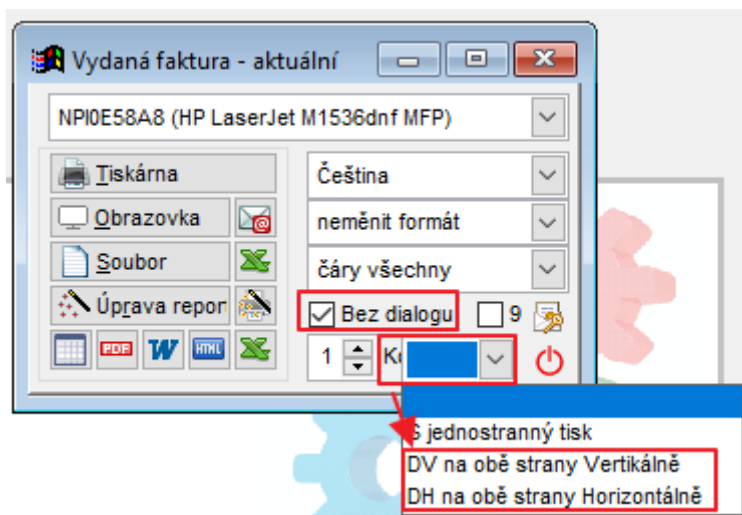 Vydaná faktura - aktuální
NPI0E58A8 (HP LaserJet M1536dnf MFP)
Tiskárna
Čeština
Obrazovka
neměnit formát
Soubor
čáry všechny
Úprava repor
Bez dialogu
9
PDF
W
HTML
1
S jednostranný tisk
DV na obě strany Vertikálně
DH na obě strany Horizontálně